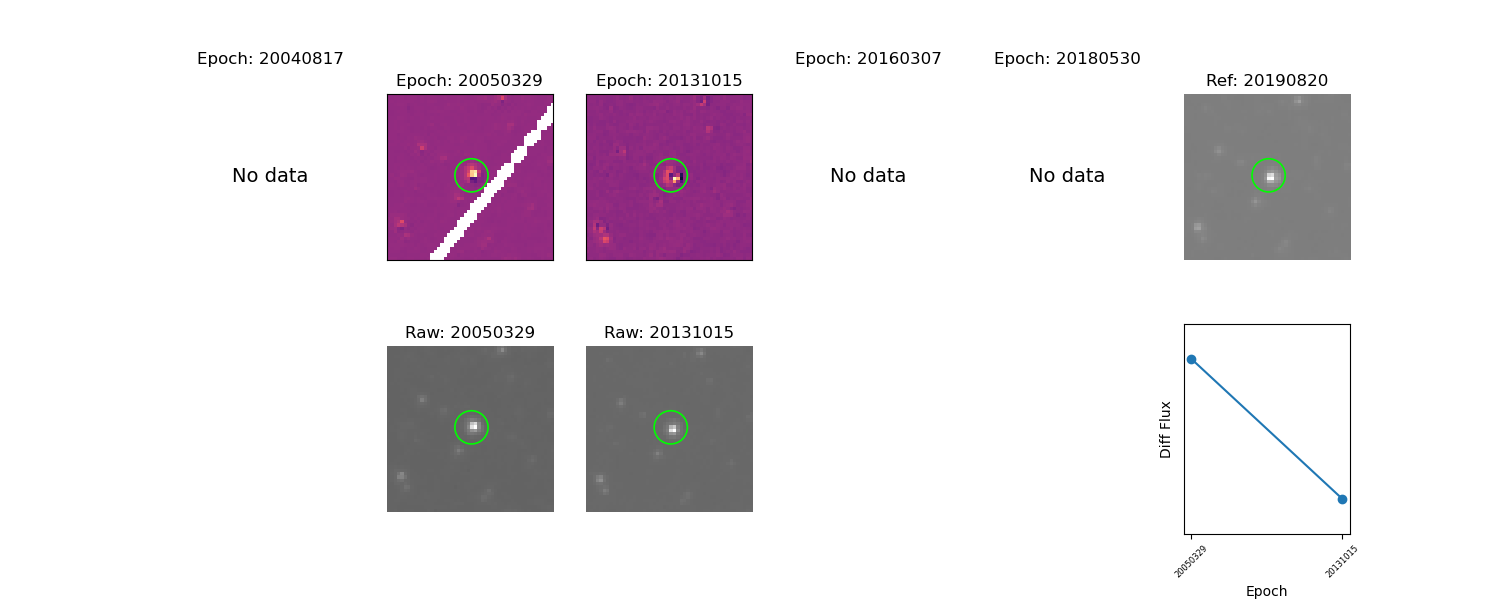 Epoch: 20040817
Epoch: 20050329
Epoch: 20131015
Epoch: 20160307
Epoch: 20180530
Ref: 20190820
No data
No data
No data
Raw: 20050329
Raw: 20131015
Diff Flux
20050329
20131015
Epoch